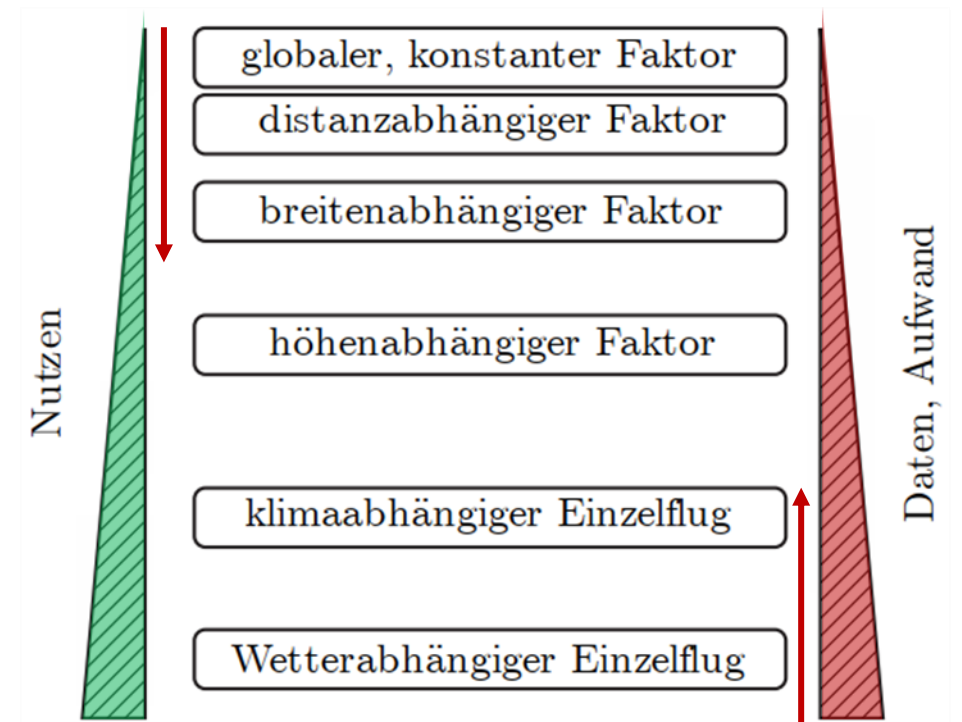 globaler, konstanter Faktor
distanzabhängiger Faktor
breitenabhängiger Faktor
höhenabhängiger Faktor
klimaabhängiger Einzelflug
Wetterabhängiger Einzelflug
Nutzen
Daten, Aufwand